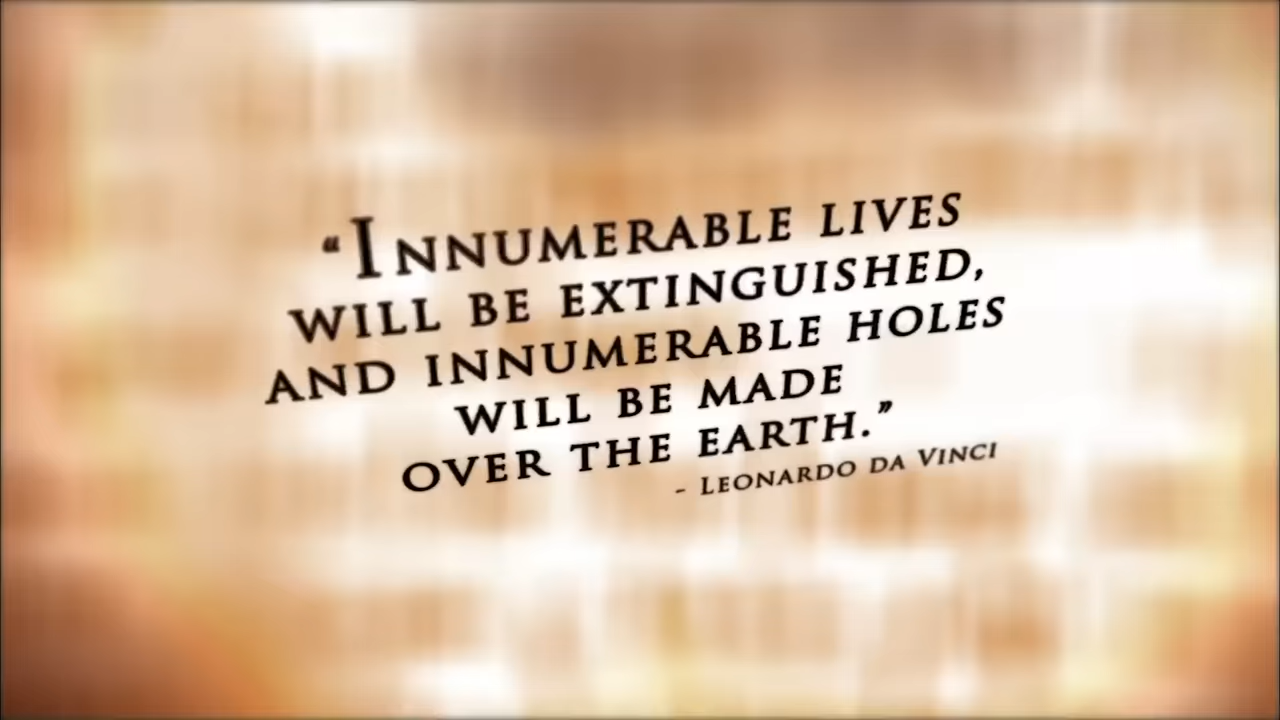 “Innumerable lives
will be extinguished,
and innumerable holes
will be made
over the earth.”
- Leonardo da Vinci